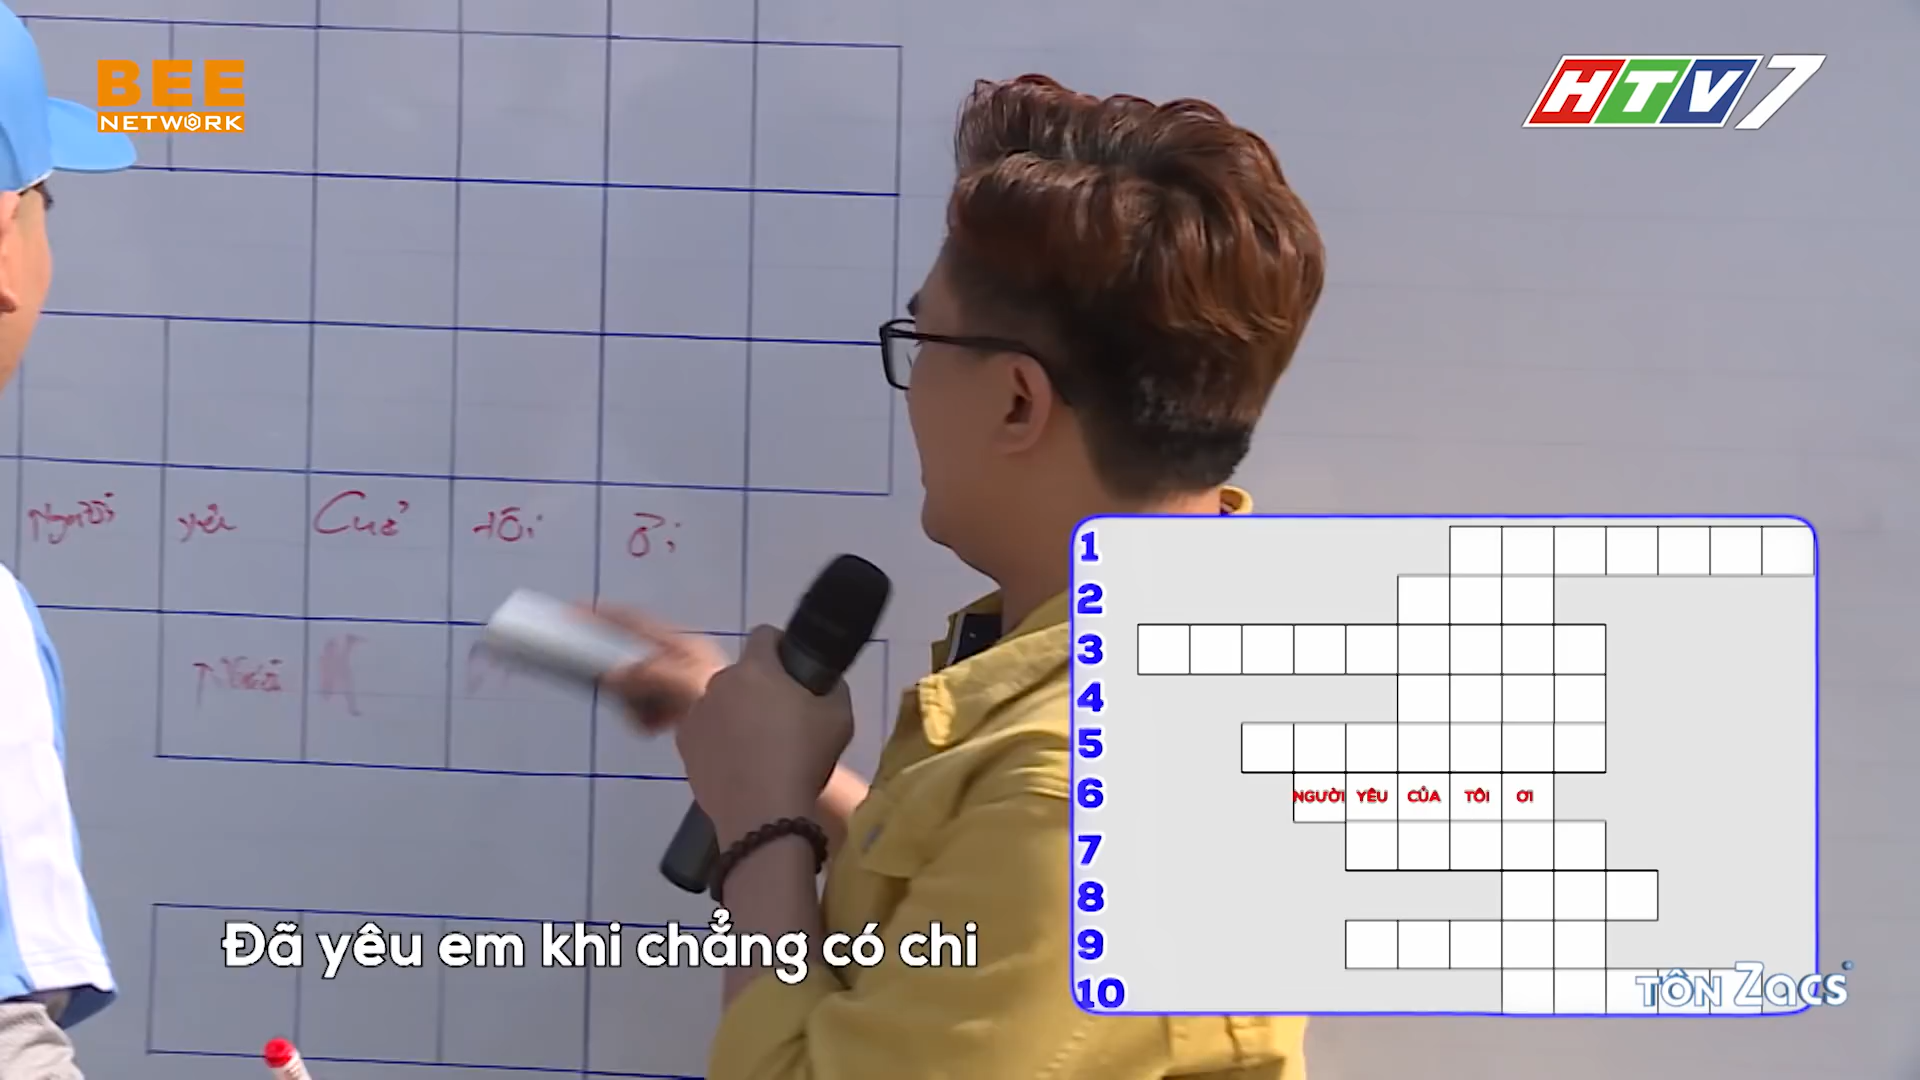 BEE
NETWORK
HTV7
Người yêu Của tôi ơi
1
2
3
4
5
6 NGƯỜI YÊU CỦA TÔI ƠI
7
8
9
10
TÔN Zacs
Đã yêu em khi chẳng có chi